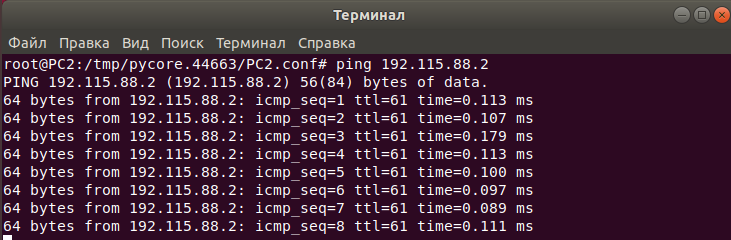 Терминал
Файл Правка Вид Поиск Терминал Справка
root@PC2:/tmp/pycore.44663/PC2.conf# ping 192.115.88.2
PING 192.115.88.2 (192.115.88.2) 56(84) bytes of data.
64 bytes from 192.115.88.2: icmp_seq=1 ttl=61 time=0.113 ms
64 bytes from 192.115.88.2: icmp_seq=2 ttl=61 time=0.107 ms
64 bytes from 192.115.88.2: icmp_seq=3 ttl=61 time=0.179 ms
64 bytes from 192.115.88.2: icmp_seq=4 ttl=61 time=0.113 ms
64 bytes from 192.115.88.2: icmp_seq=5 ttl=61 time=0.100 ms
64 bytes from 192.115.88.2: icmp_seq=6 ttl=61 time=0.097 ms
64 bytes from 192.115.88.2: icmp_seq=7 ttl=61 time=0.089 ms
64 bytes from 192.115.88.2: icmp_seq=8 ttl=61 time=0.111 ms